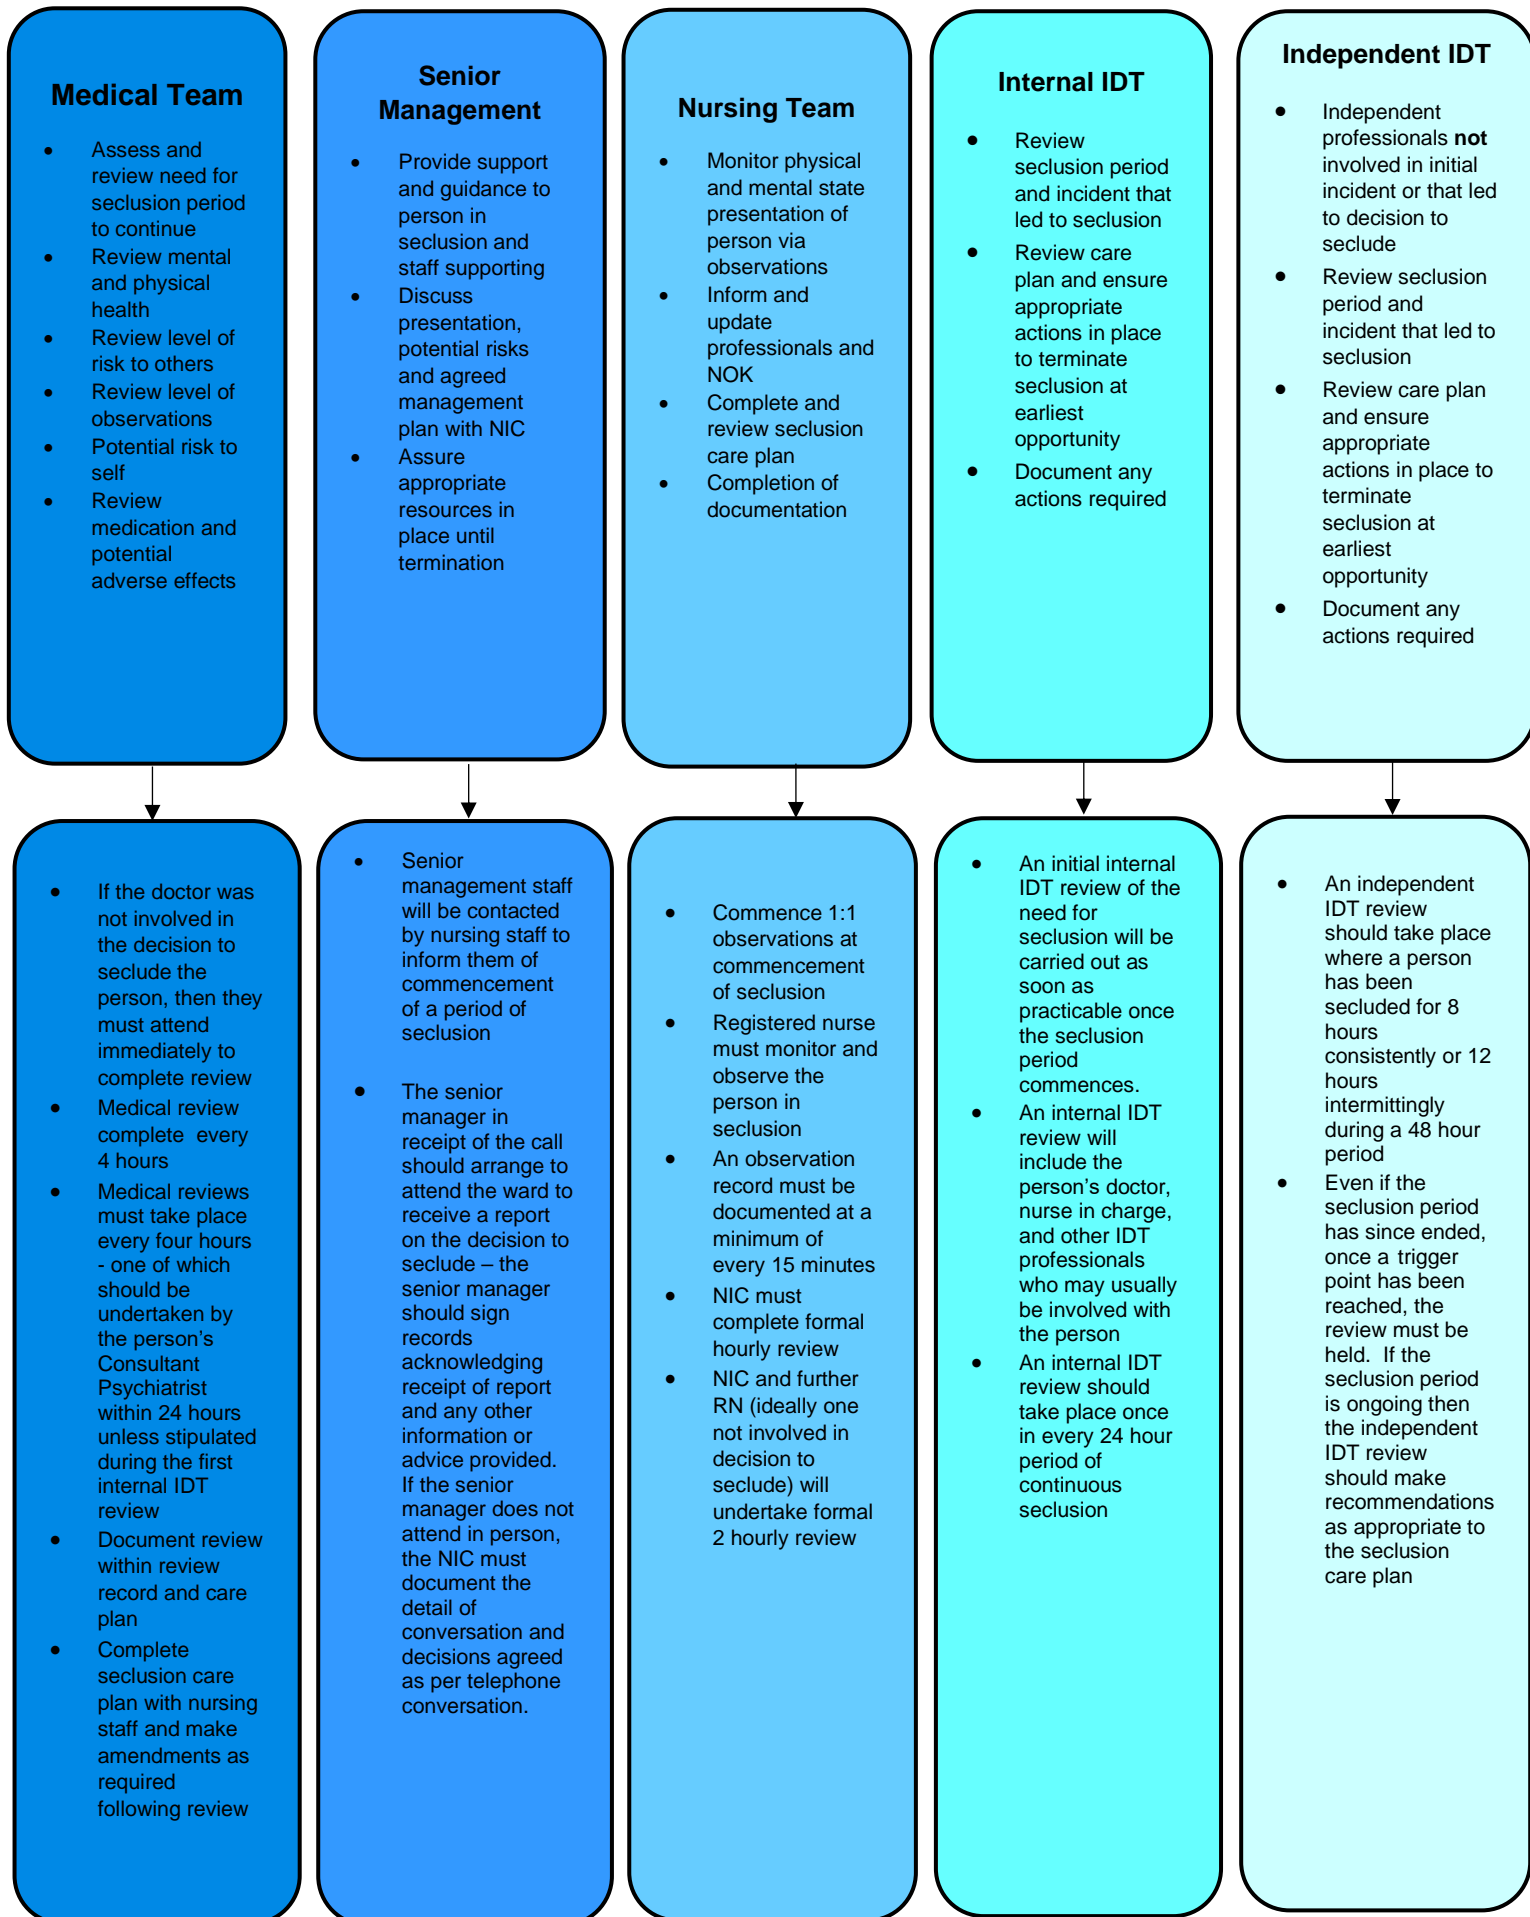 Medical Team
Assess and
review need for
seclusion period
to continue
Review mental
and physical
health
Review level of
risk to others
Review level of
observations
Potential risk to
self
Review
medication and
potential
adverse effects
Senior
Management
Provide support
and guidance to
person in
seclusion and
staff supporting
Discuss
presentation,
potential risks
and agreed
management
plan with NIC
Assure
appropriate
resources in
place until
termination
Nursing Team
Monitor physical
and mental state
presentation of
person via
observations
Inform and
update
professionals and
NOK
Complete and
review seclusion
care plan
Completion of
documentation
Internal IDT
Review
seclusion period
and incident that
led to seclusion
Review care
plan and ensure
appropriate
actions in place
to terminate
seclusion at
earliest
opportunity
Document any
actions required
Independent IDT
Independent
professionals not
involved in initial
incident or that led
to decision to
seclude
Review seclusion
period and
incident that led to
seclusion
Review care plan
and ensure
appropriate
actions in place to
terminate
seclusion at
earliest
opportunity
Document any
actions required
If the doctor was
not involved in
the decision to
seclude the
person, then they
must attend
immediately to
complete review
Medical review
complete every
4 hours
Medical reviews
must take place
every four hours
- one of which
should be
undertaken by
the person's
Consultant
Psychiatrist
within 24 hours
unless stipulated
during the first
internal IDT
review
Document review
within review
record and care
plan
Complete
seclusion care
plan with nursing
staff and make
amendments as
required
following review
Senior
management staff
will be contacted
by nursing staff to
inform them of
commencement
of a period of
seclusion
The senior
manager in
receipt of the call
should arrange to
attend the ward to
receive a report
on the decision to
seclude – the
senior manager
should sign
records
acknowledging
receipt of report
and any other
information or
advice provided.
If the senior
manager does not
attend in person,
the NIC must
document the
detail of
conversation and
decisions agreed
as per telephone
conversation.
Commence 1:1
observations at
commencement
of seclusion
Registered nurse
must monitor and
observe the
person in
seclusion
An observation
record must be
documented at a
minimum of
every 15 minutes
NIC must
complete formal
hourly review
NIC and further
RN (ideally one
not involved in
decision to
seclude) will
undertake formal
2 hourly review
An initial internal
IDT review of the
need for
seclusion will be
carried out as
soon as
practicable once
the seclusion
period
commences.
An internal IDT
review will
include the
person's doctor,
nurse in charge,
and other IDT
professionals
who may usually
be involved with
the person
An internal IDT
review should
take place once
in every 24 hour
period of
continuous
seclusion
An independent
IDT review
should take place
where a person
has been
secluded for 8
hours
consistently or 12
hours
intermittingly
during a 48 hour
period
Even if the
seclusion period
has since ended,
once a trigger
point has been
reached, the
review must be
held. If the
seclusion period
is ongoing then
the independent
IDT review
should make
recommendations
as appropriate to
the seclusion
care plan